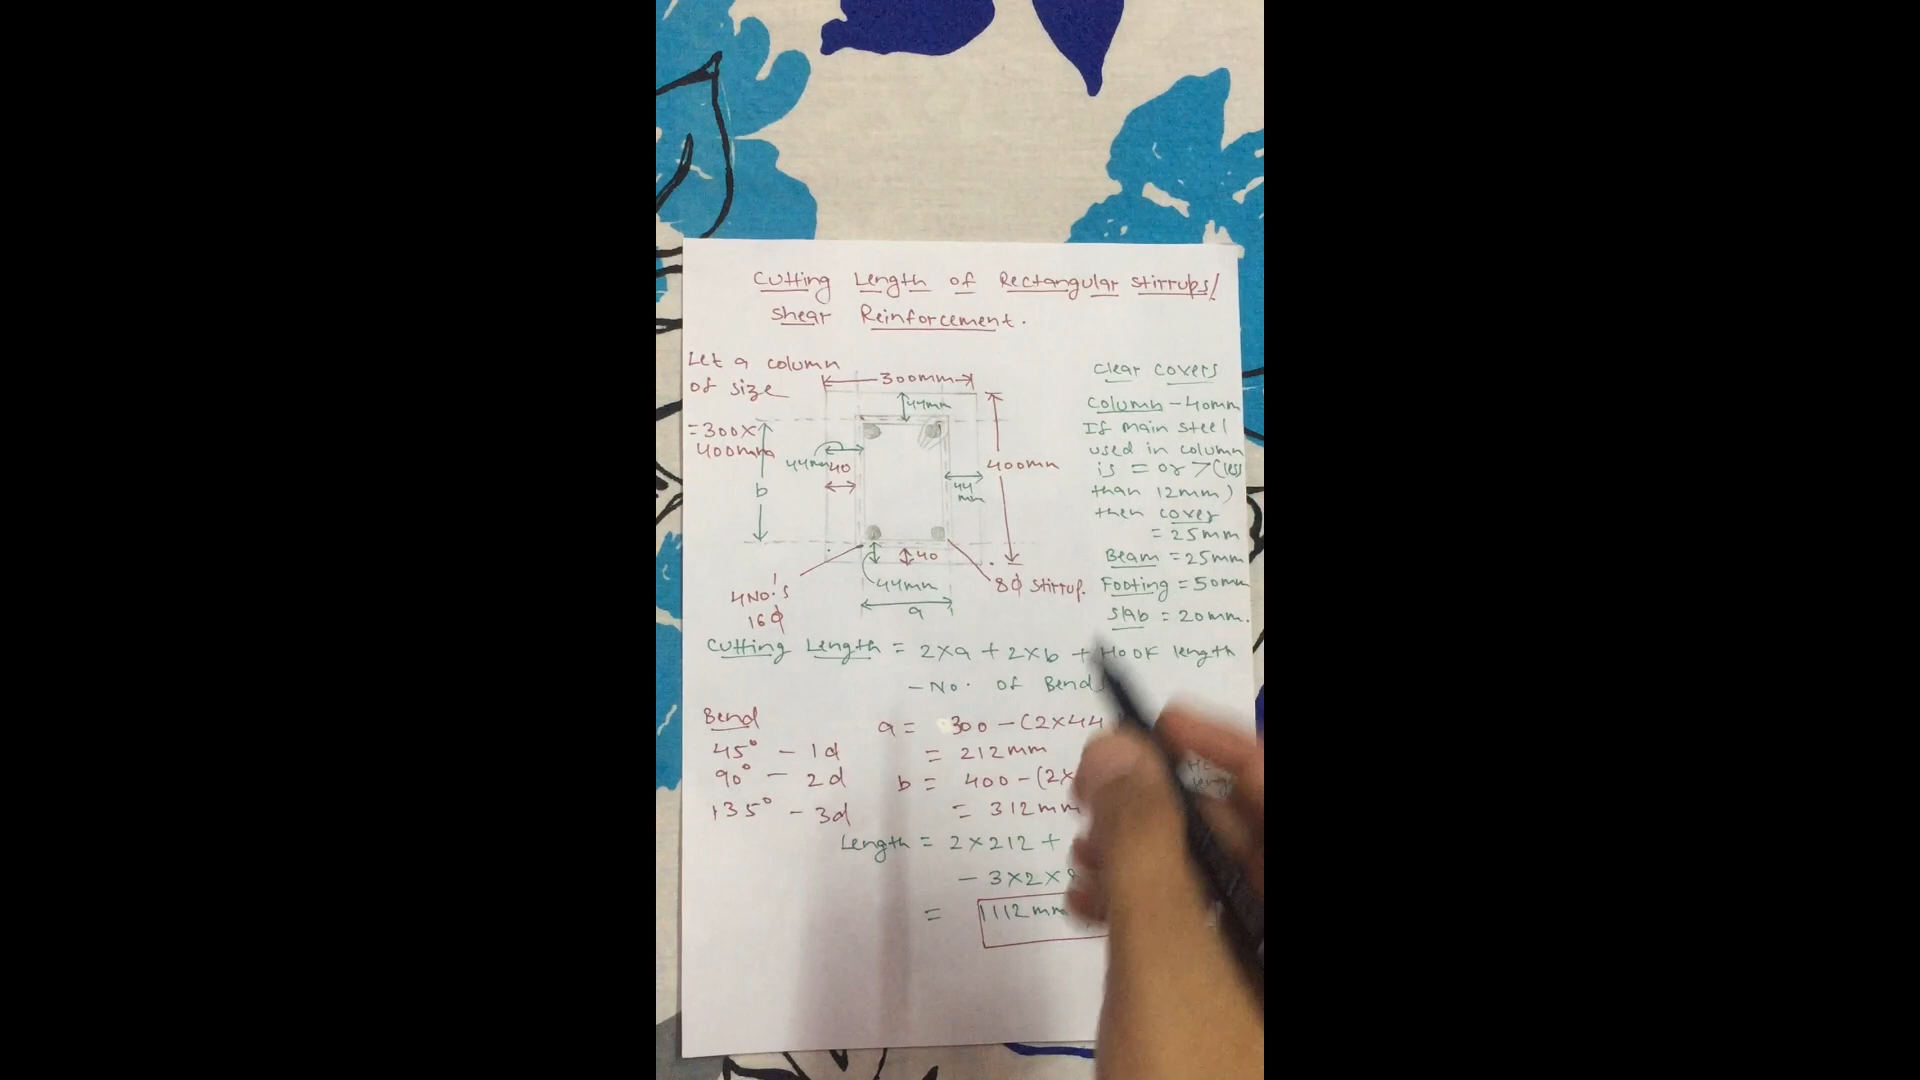 Cutting Length of Rectangular Stirrups/
Shear Reinforcement.
Let a column
of size
=300x
400mm
300mm
44mm
44mm
40
b
400mm
44
mm
40
44mm
a
4No.'s
16ϕ
8ϕ Stirrup.
Clear Covers
Column - 40mm
If main steel
used in column
is = or > (less
than 12mm)
then cover
= 25mm
Beam = 25mm
Footing = 50mm
Slab = 20mm.
Cutting Length = 2xa + 2xb + Hook length
- No. of Bends
Bend
45° - 1d
90° - 2d
135° - 3d
a = 300 - (2x44
= 212mm
b = 400 - (2x
= 312mm
Length = 2x212 +
- 3x2x8
= 1112mm